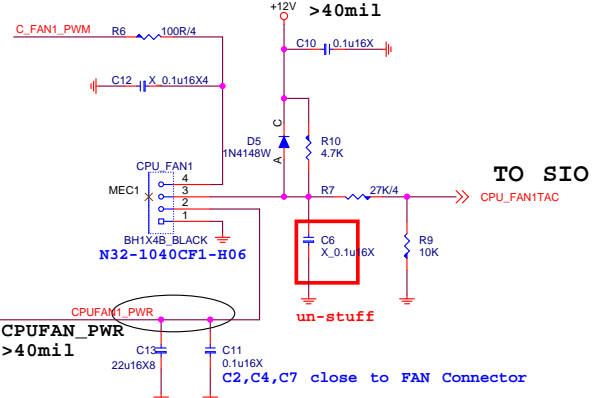 +12V
>40mil
C_FAN1_PWM
R6
100R/4
C10
0.1u16X
C12
X_0.1u16X4
D5
1N4148W
C
A
R10
4.7K
CPU_FAN1
MEC1
4
3
2
1
BH1X4B_BLACK
N32-1040CF1-H06
R7
27K/4
TO SIO
CPU_FAN1TAC
C6
X_0.1u16X
un-stuff
R9
10K
CPUFAN1_PWR
CPUFAN_PWR
>40mil
C13
22u16X8
C11
0.1u16X
C2,C4,C7 close to FAN Connector